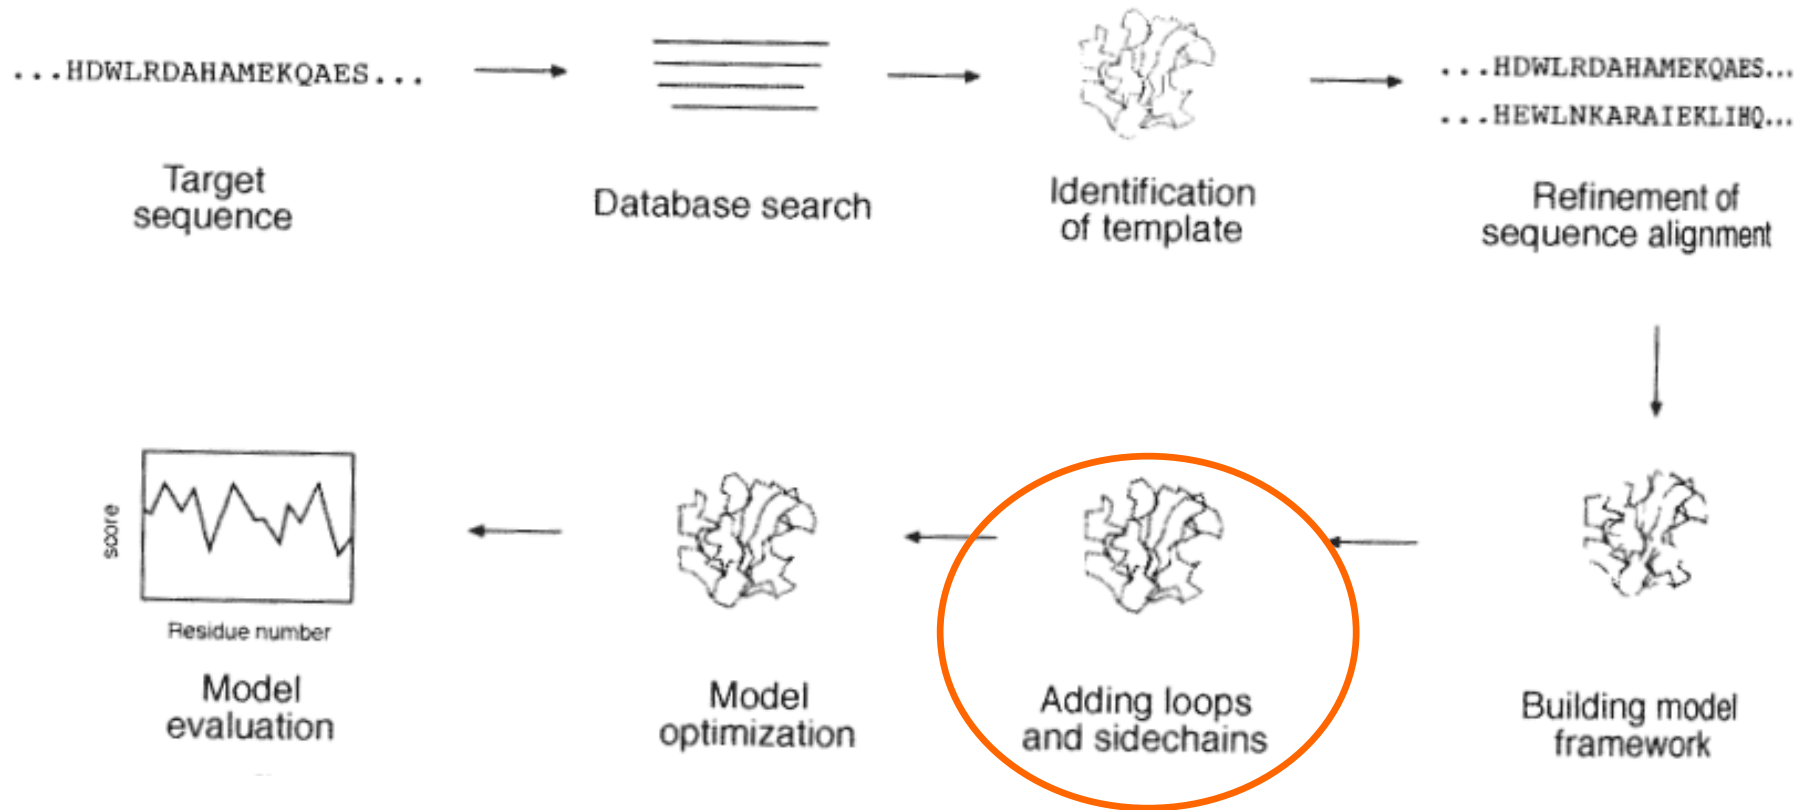 ...HDWLRDAHAMEKQAES...
Target
sequence
Database search
Identification
of template
...HDWLRDAHAMEKQAES...
...HEWLNKARAIEKLIHQ...
Refinement of
sequence alignment
Building model
framework
Adding loops
and sidechains
Model
optimization
score
Residue number
Model
evaluation